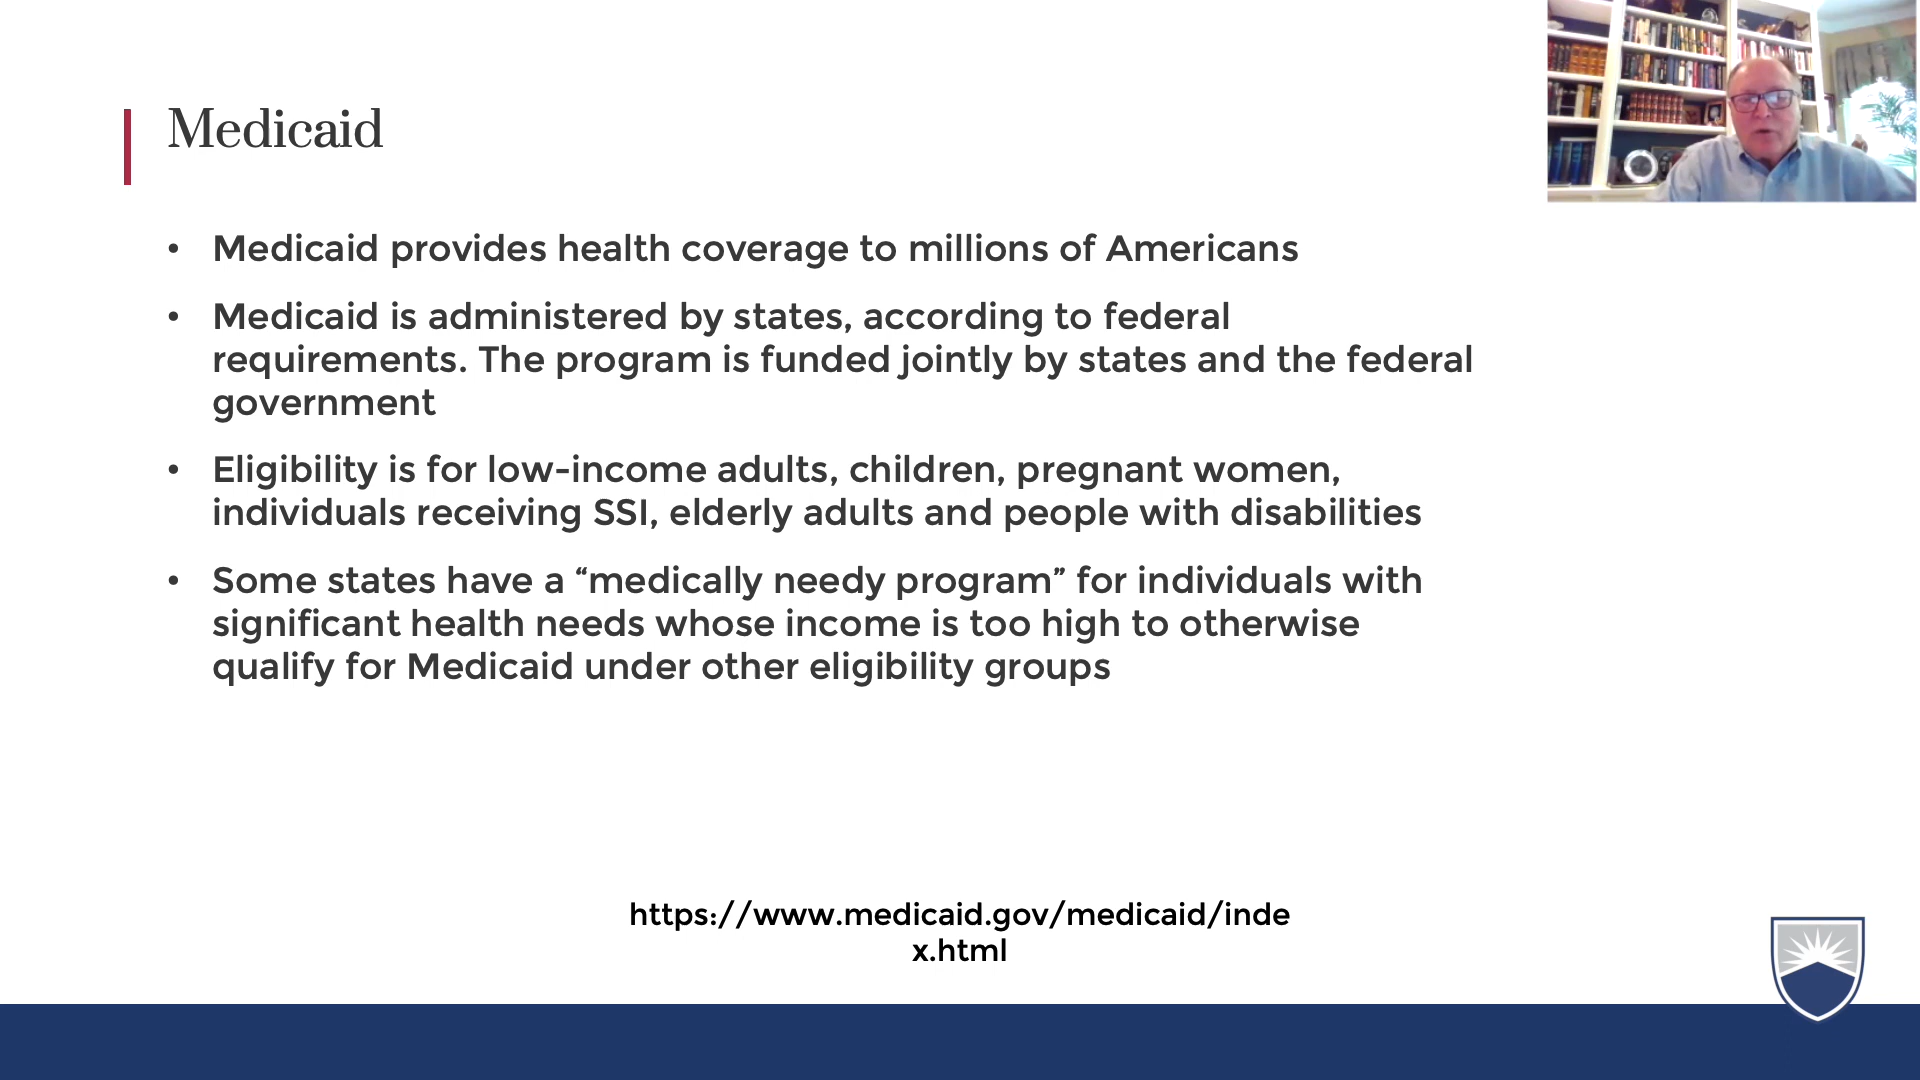 Medicaid
• Medicaid provides health coverage to millions of Americans
• Medicaid is administered by states, according to federal
requirements. The program is funded jointly by states and the federal
government
• Eligibility is for low-income adults, children, pregnant women,
individuals receiving SSI, elderly adults and people with disabilities
• Some states have a “medically needy program” for individuals with
significant health needs whose income is too high to otherwise
qualify for Medicaid under other eligibility groups
https://www.medicaid.gov/medicaid/inde
x.html